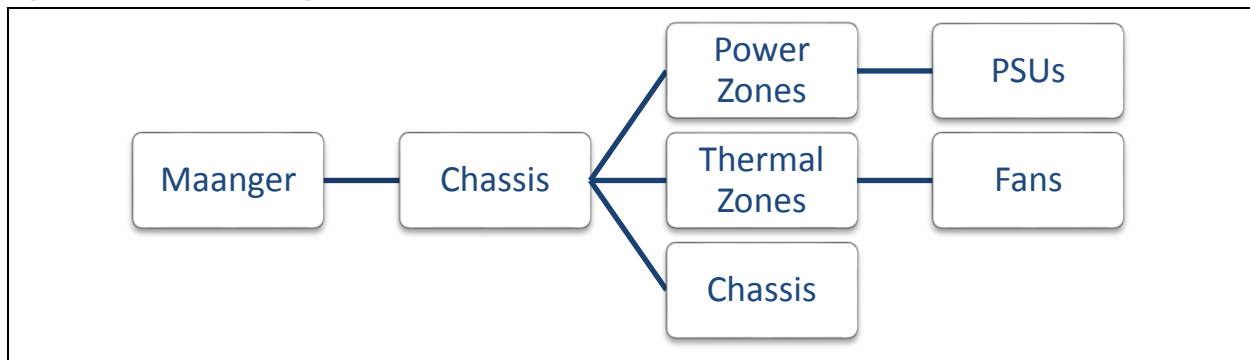 Maanger
Chassis
Power
Zones
PSUs
Thermal
Zones
Fans
Chassis